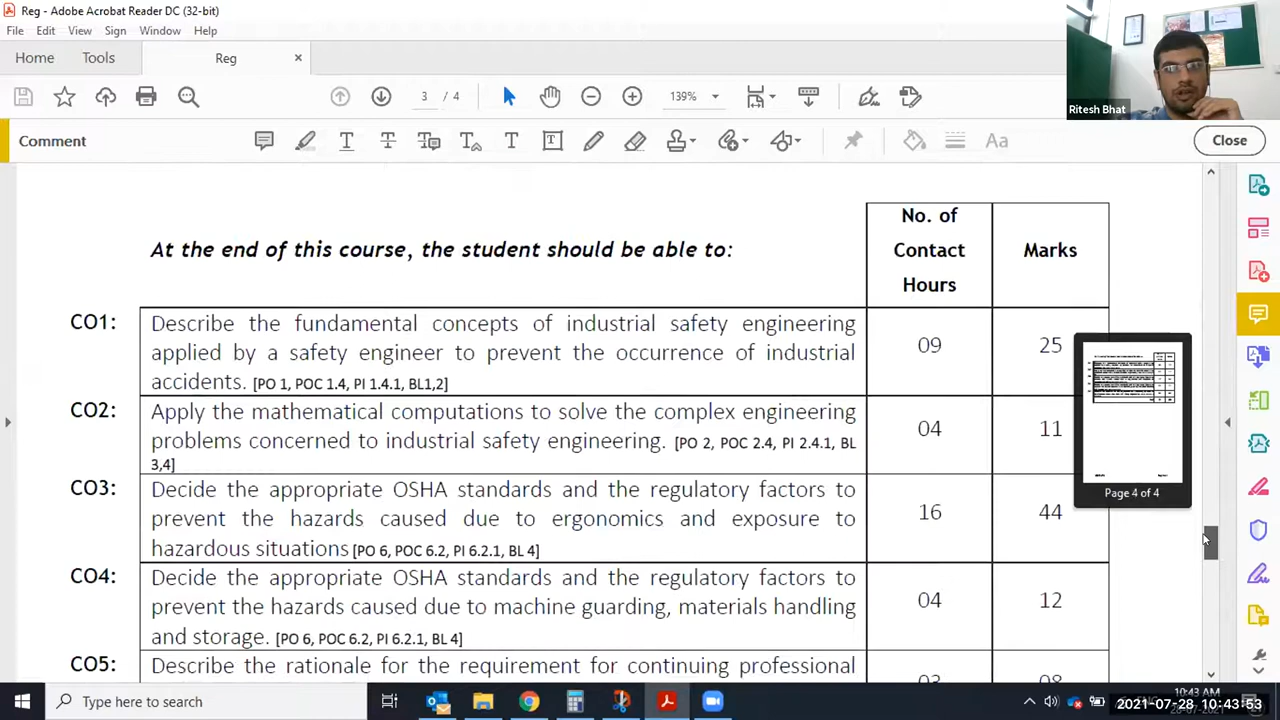 Reg - Adobe Acrobat Reader DC (32-bit)
File Edit View Sign Window Help
Home Tools Reg
3 / 4 139%
Ritesh Bhat
Comment
Aa
Close
No. of
Contact
Hours
Marks
At the end of this course, the student should be able to:
CO1: Describe the fundamental concepts of industrial safety engineering
applied by a safety engineer to prevent the occurrence of industrial
accidents. [PO 1, POC 1.4, PI 1.4.1, BL1,2]
09 25
CO2: Apply the mathematical computations to solve the complex engineering
problems concerned to industrial safety engineering. [PO 2, POC 2.4, PI 2.4.1, BL
3,4]
04 11
CO3: Decide the appropriate OSHA standards and the regulatory factors to
prevent the hazards caused due to ergonomics and exposure to
hazardous situations [PO 6, POC 6.2, PI 6.2.1, BL 4]
16 44
CO4: Decide the appropriate OSHA standards and the regulatory factors to
prevent the hazards caused due to machine guarding, materials handling
and storage. [PO 6, POC 6.2, PI 6.2.1, BL 4]
04 12
CO5: Describe the rationale for the requirement for continuing professional
03 08
Page 4 of 4
Type here to search
10:43 AM
2021-07-28 10:43:53